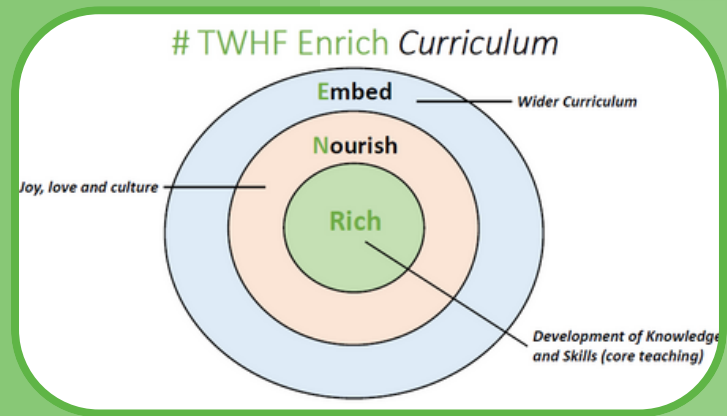 # TWHF Enrich Curriculum
Embed
Wider Curriculum
Nourish
Joy, love and culture
Rich
Development of Knowledge
and Skills (core teaching)